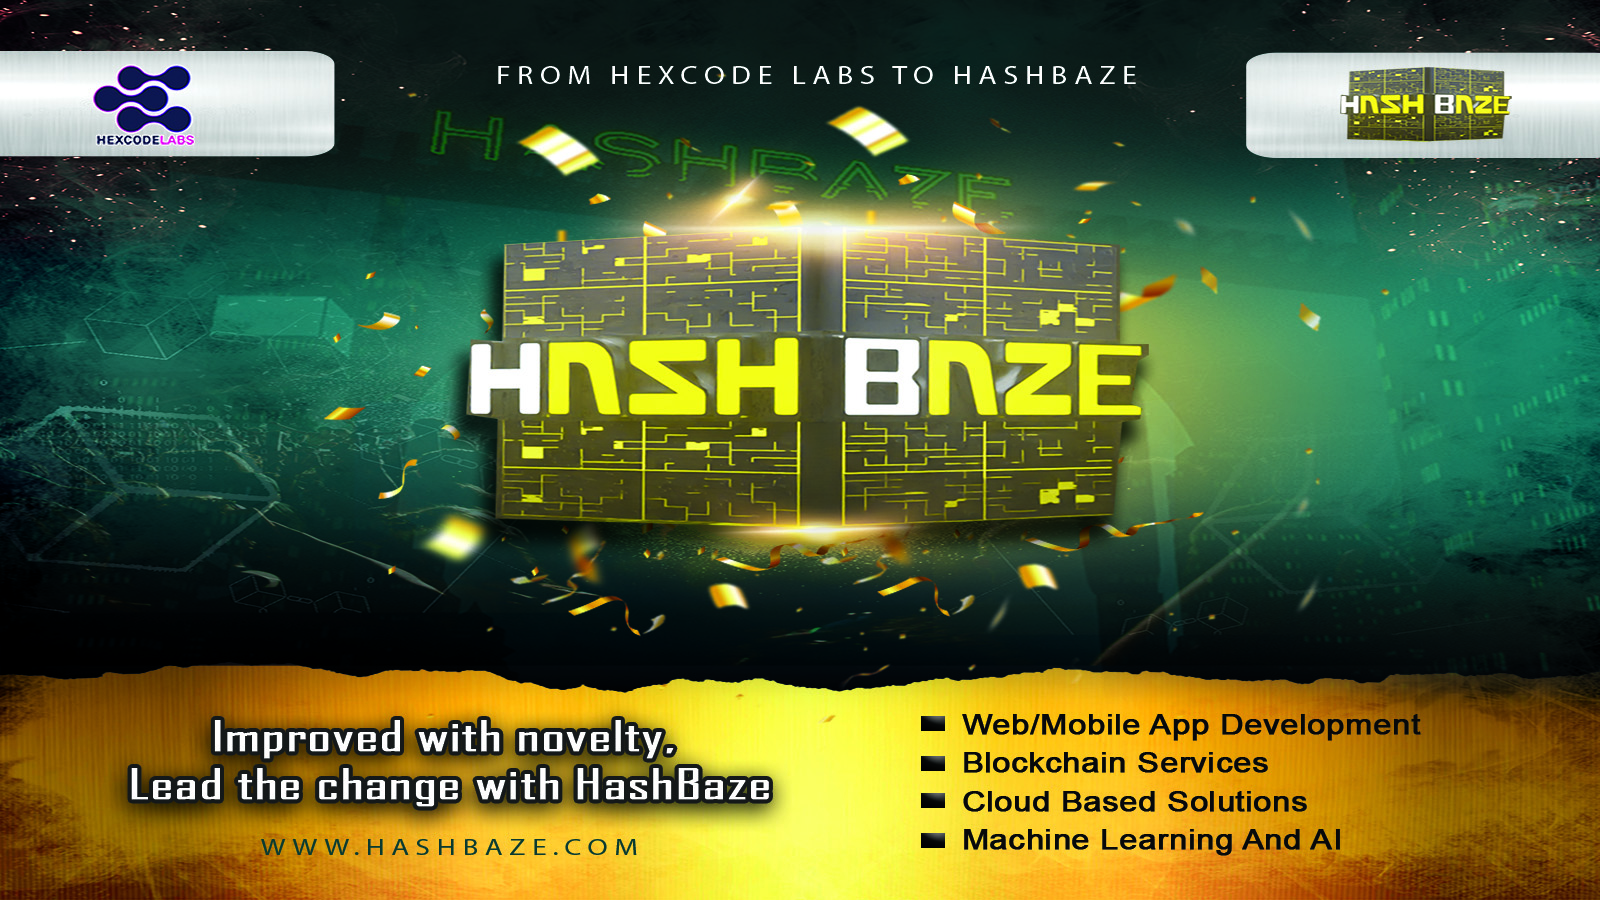 FROM HEXCODE LABS TO HASHBAZE
HEXCODELABS
HASH BAZE
HASHBAZE
HASH BAZE
Improved with novelty,
Lead the change with HashBaze
WWW.HASHBAZE.COM
Web/Mobile App Development
Blockchain Services
Cloud Based Solutions
Machine Learning And AI